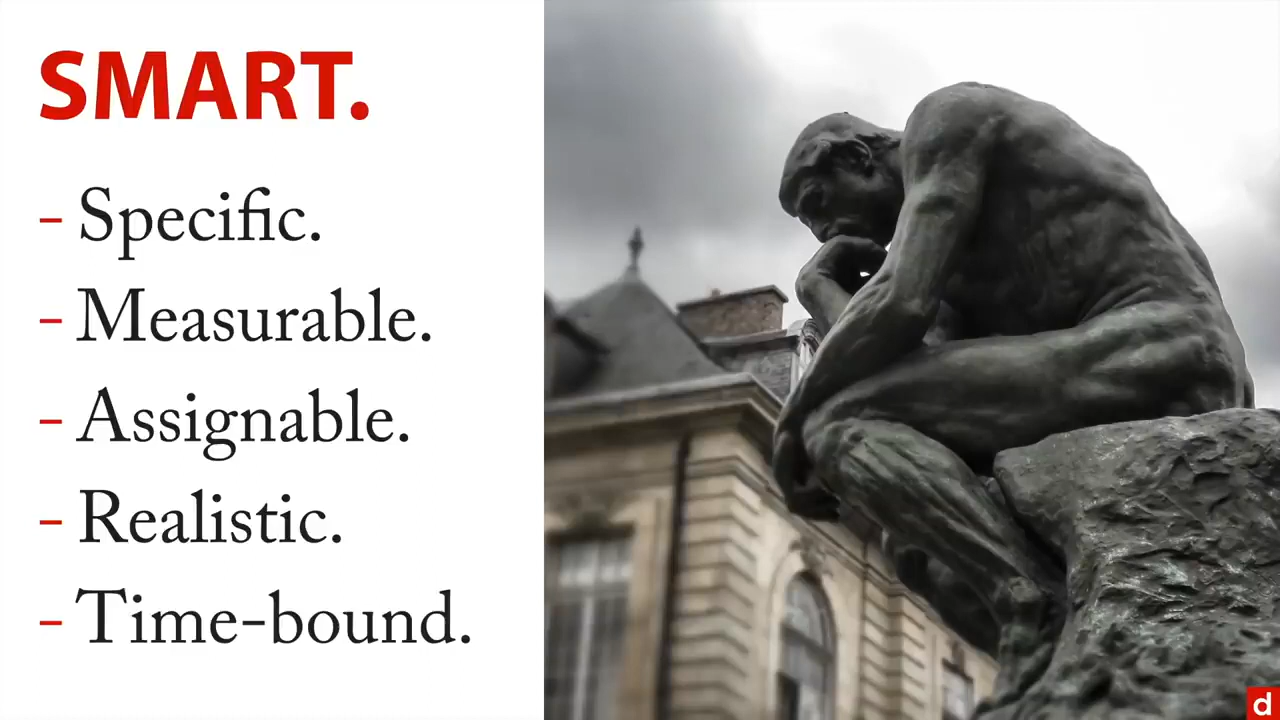 SMART.
- Specific.
- Measurable.
- Assignable.
- Realistic.
- Time-bound.
d